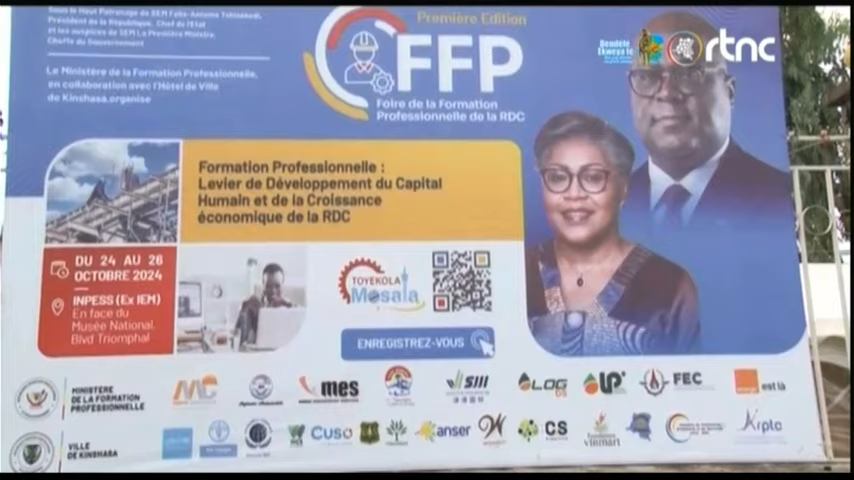 Sous le Haut Patronage de SEM Felix-Antoine Tshisekedi,
Président de la République, Chef de l'Etat
et les auspices de SEM La Première Ministre,
Cheffe du Gouvernement
Le Ministère de la Formation Professionnelle,
en collaboration avec l'Hôtel de Ville
de Kinshasa,organise
Première Edition
FFP
Foire de la Formation
Professionnelle de la RDC
rtnc
Formation Professionnelle :
Levier de Développement du Capital
Humain et de la Croissance
économique de la RDC
DU 24 AU 26
OCTOBRE 2024
INPESS (Ex IEM)
En face du
Musée National,
Blvd Triomphal
TOYEKOLA
Mosala
ENREGISTREZ-VOUS
MINISTÈRE
DE LA FORMATION
PROFESSIONNELLE
mes
LOG
FEC
orange
est là
VILLE
DE KINSHASA
Cuso
anser
CS
vinmart